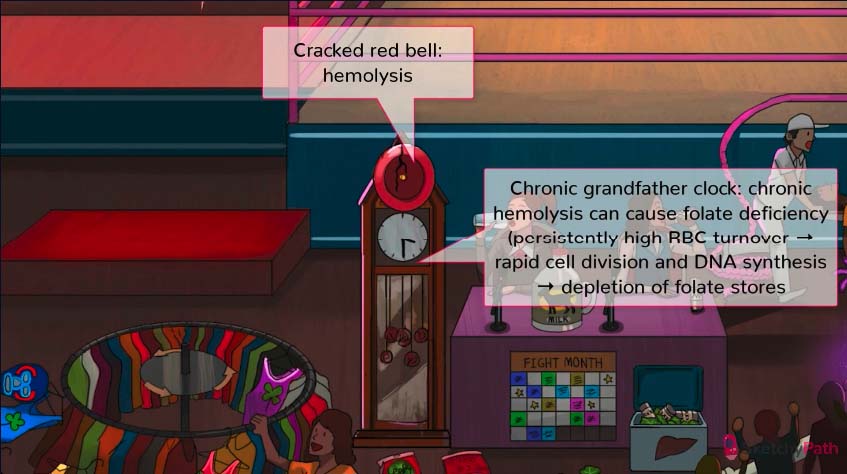 Cracked red bell:
hemolysis
Chronic grandfather clock: chronic
hemolysis can cause folate deficiency
(persistently high RBC turnover →
rapid cell division and DNA synthesis
→ depletion of folate stores
MILK
FIGHT MONTH
SketchyPath